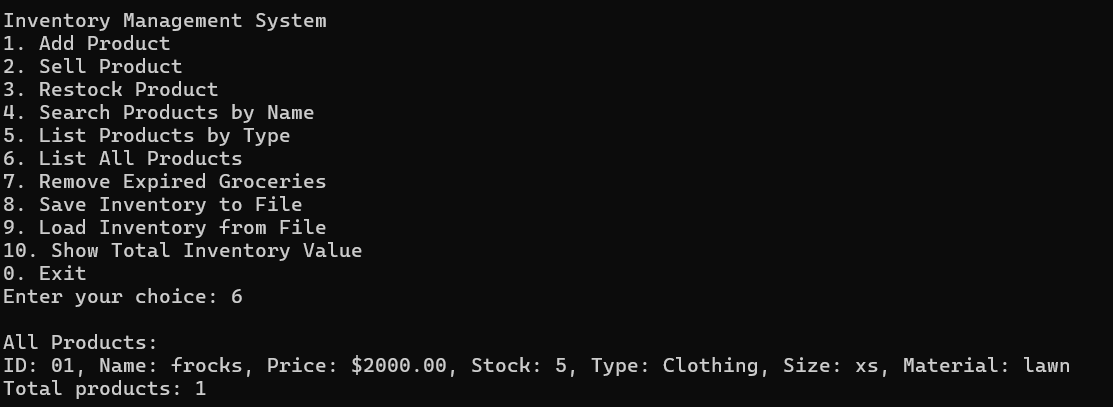 Inventory Management System
1. Add Product
2. Sell Product
3. Restock Product
4. Search Products by Name
5. List Products by Type
6. List All Products
7. Remove Expired Groceries
8. Save Inventory to File
9. Load Inventory from File
10. Show Total Inventory Value
0. Exit
Enter your choice: 6
All Products:
ID: 01, Name: frocks, Price: $2000.00, Stock: 5, Type: Clothing, Size: xs, Material: lawn
Total products: 1